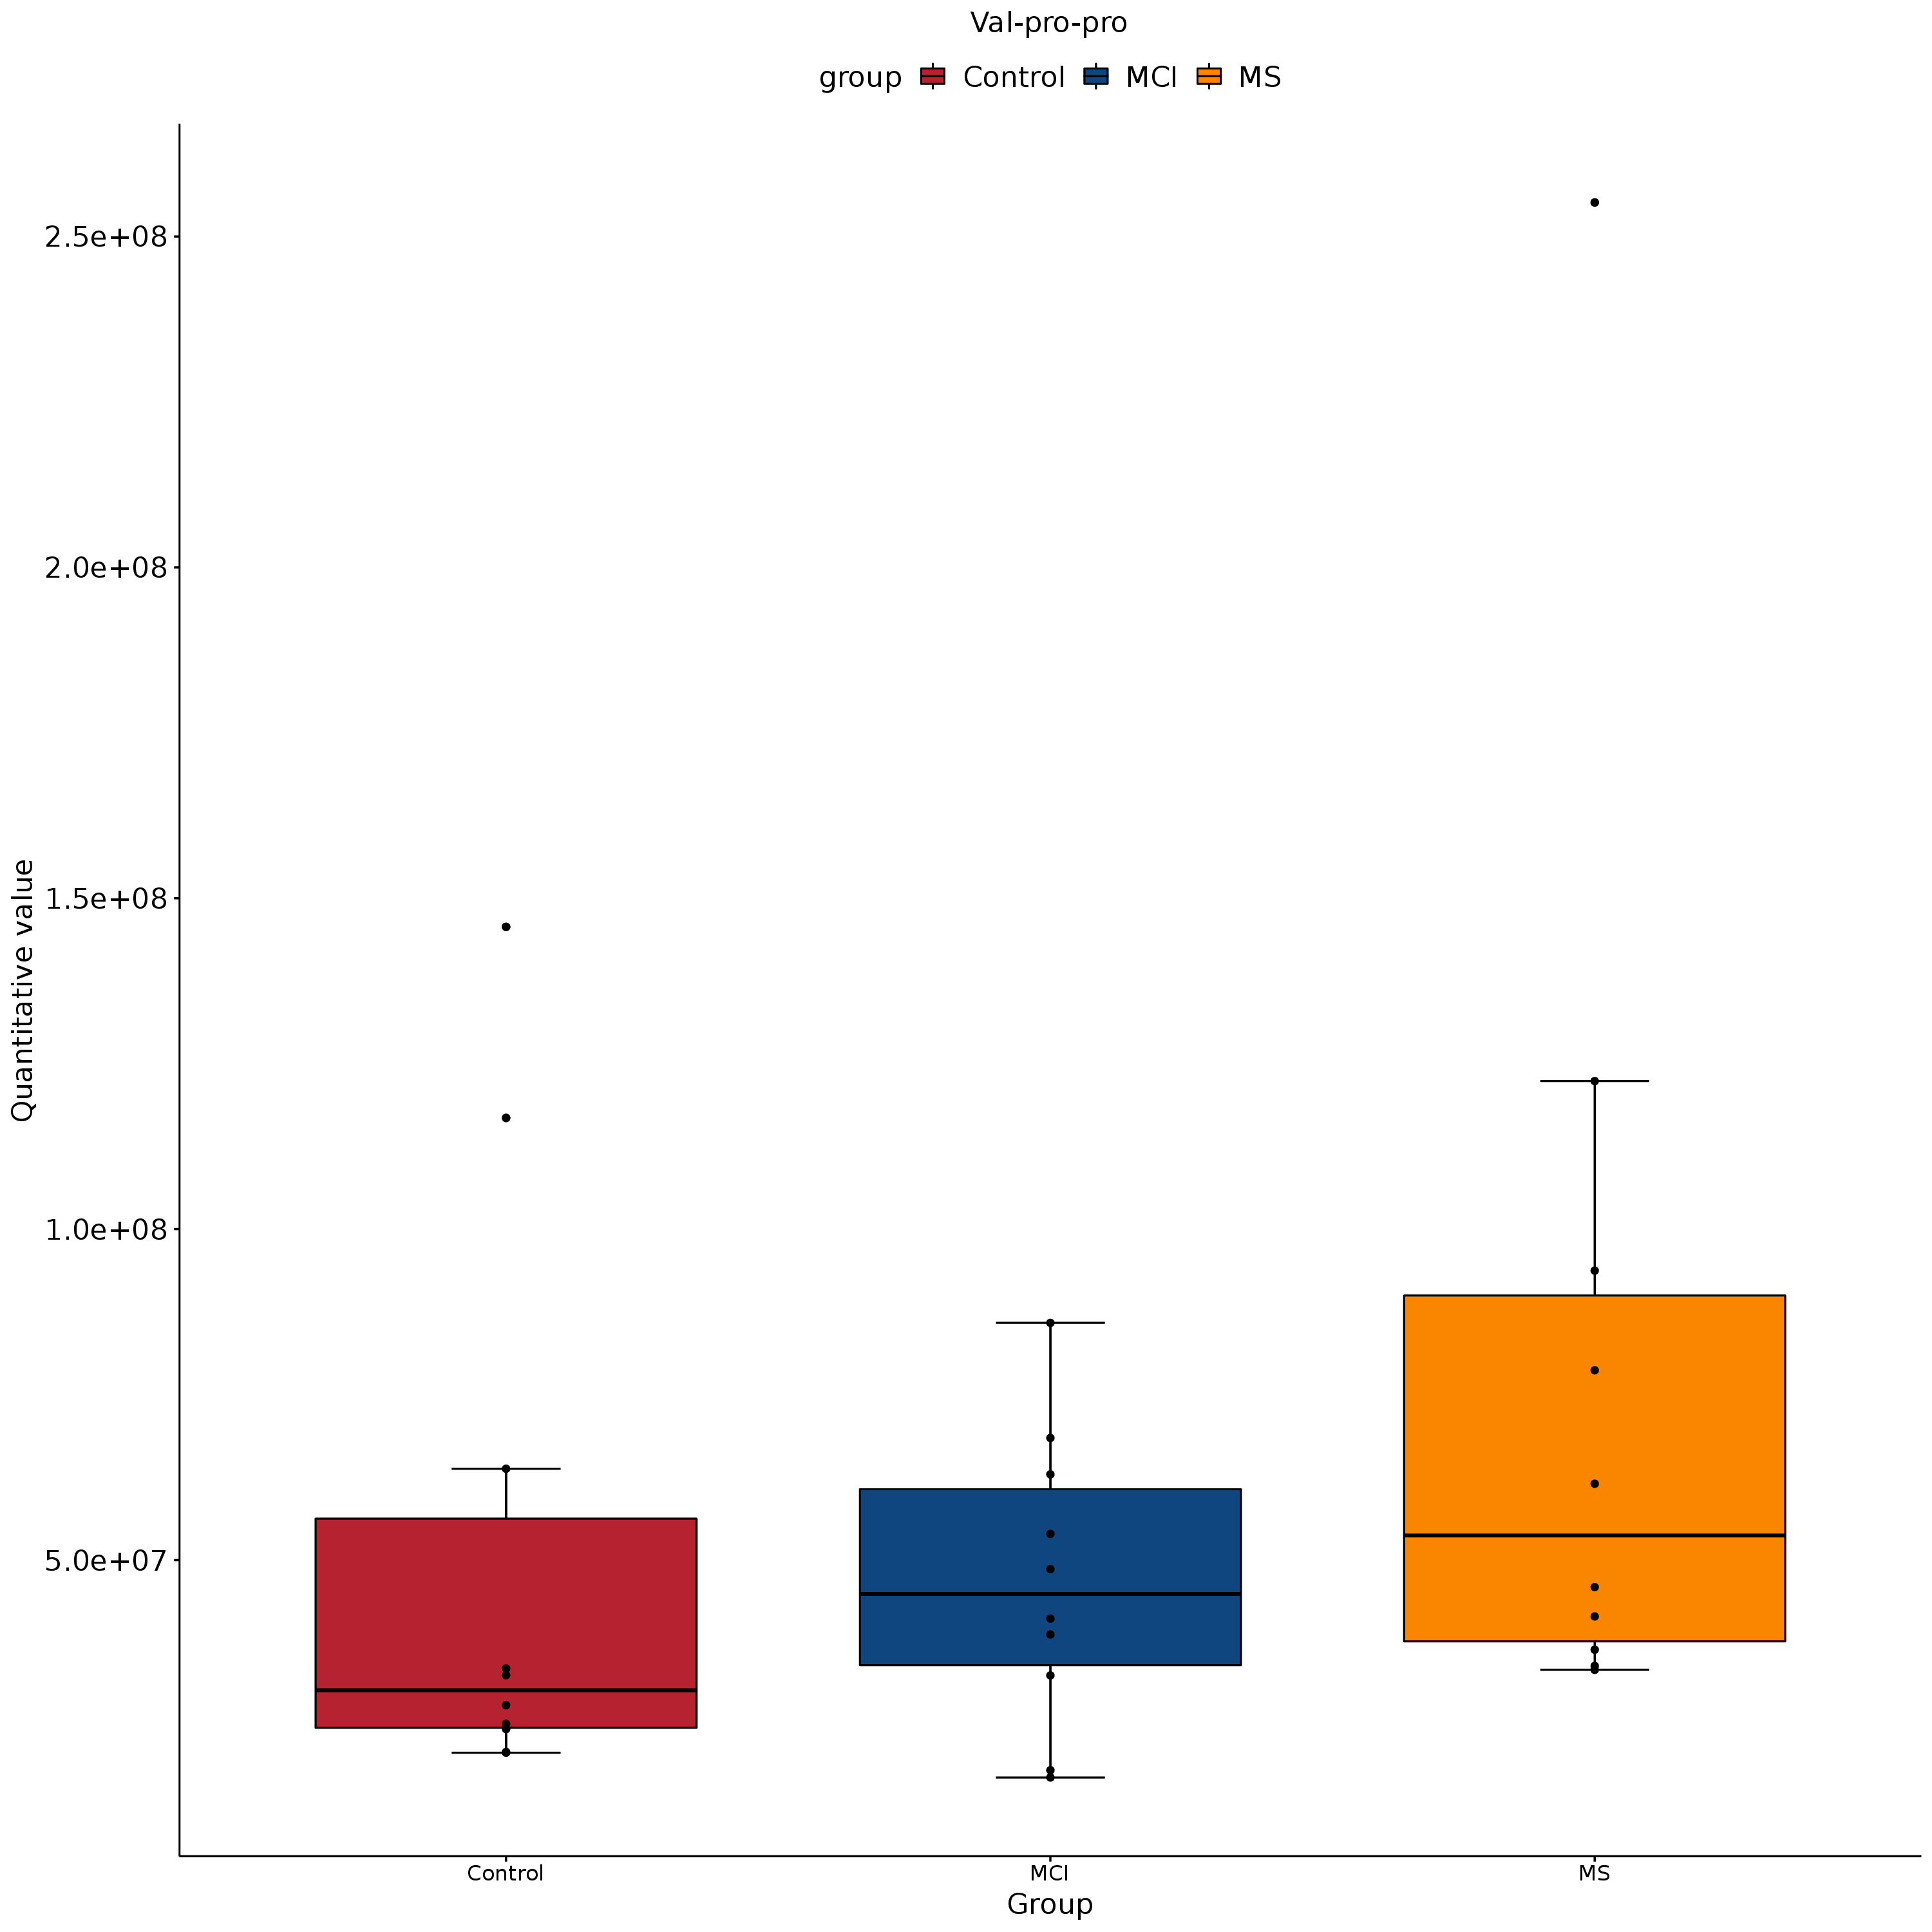 Val-pro-pro
group Control MCI MS
2.5e+08
2.0e+08
1.5e+08
1.0e+08
5.0e+07
Quantitative value
Control MCI MS
Group